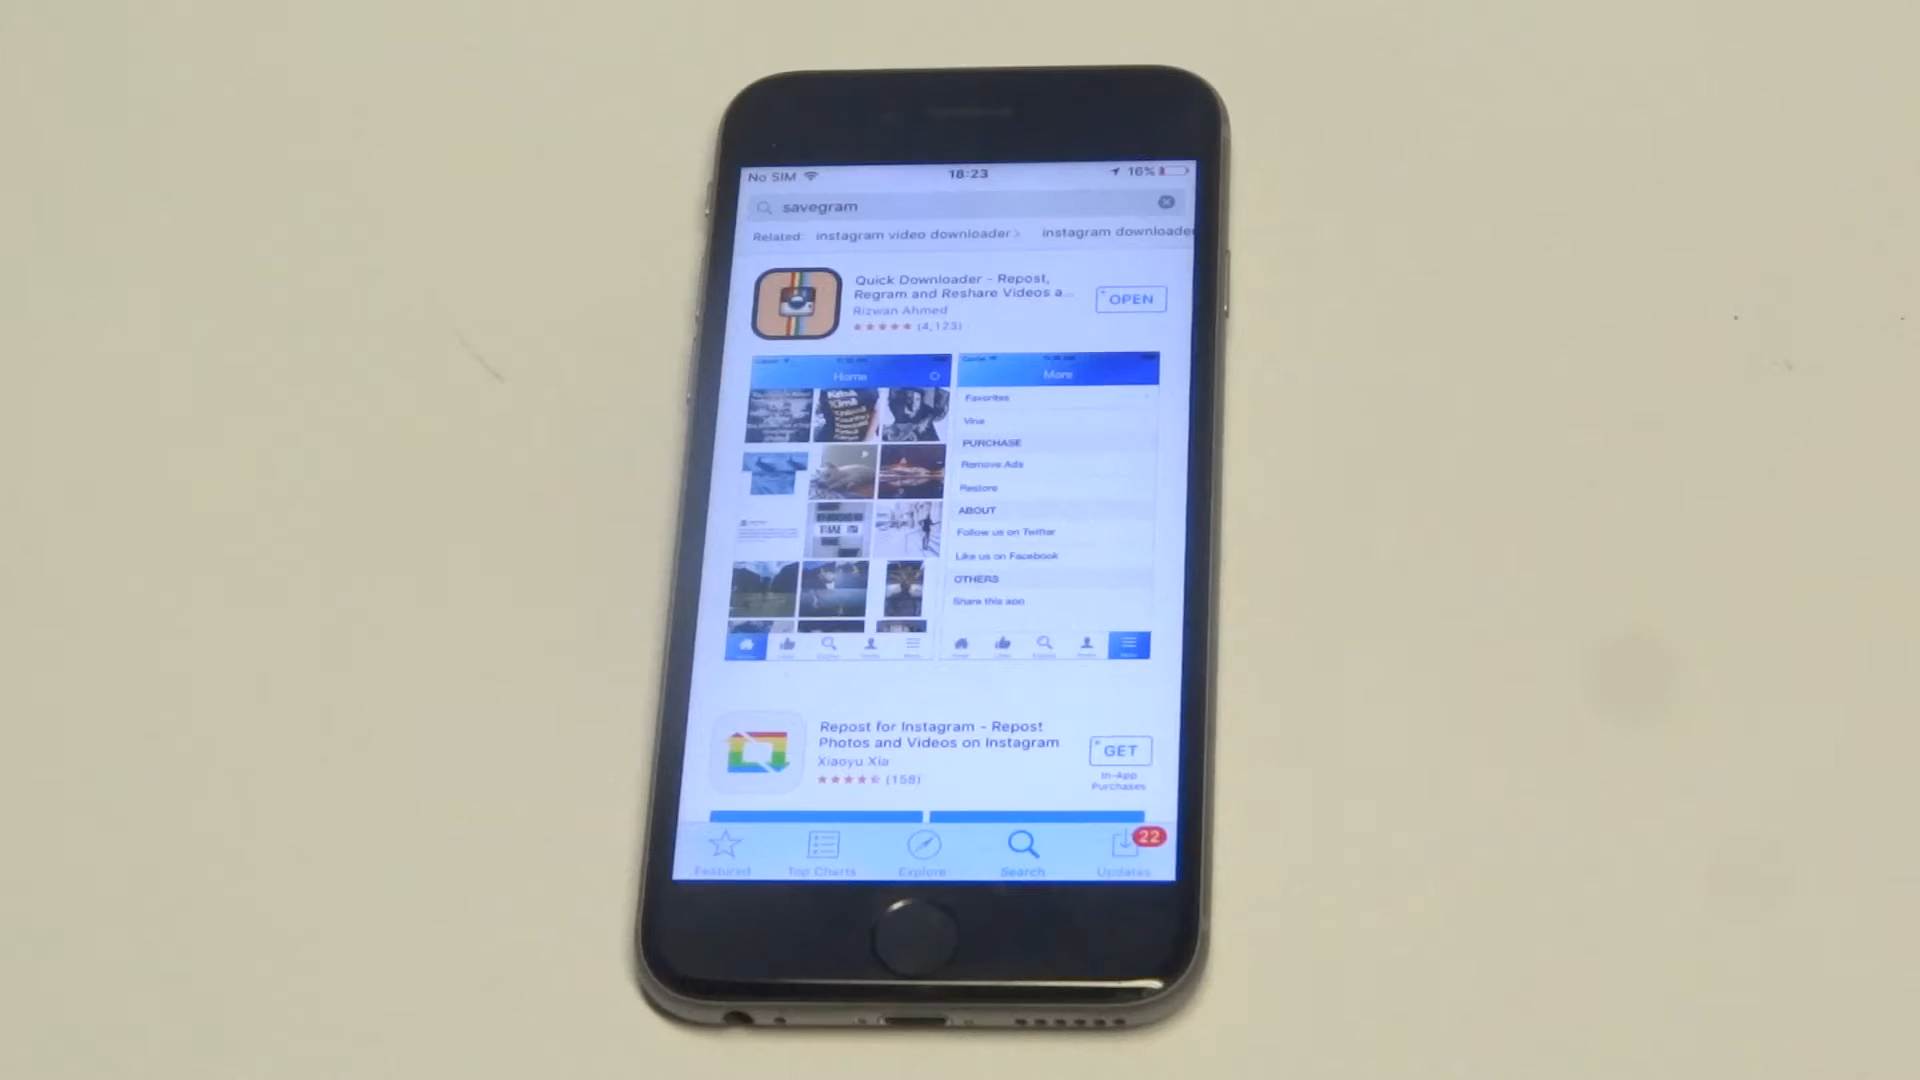 No SIM 18:23 16%
savegram
Related: instagram video downloader > instagram downloader
Quick Downloader - Repost,
Regram and Reshare Videos a...
OPEN
Rizwan Ahmed
(4,123)
Home
More
Favorites
Vine
PURCHASE
Remove Ads
Restore
ABOUT
Follow us on Twitter
Like us on Facebook
OTHERS
Share this app
Repost for Instagram - Repost
Photos and Videos on Instagram
GET
Xiaoyu Xia
(158)
In-App
Purchases
22
Featured Top Charts Explore Search Updates